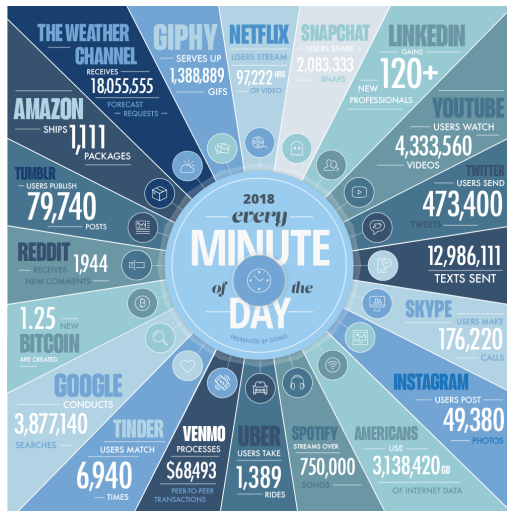 2018
every
MINUTE
of the
DAY
PRESENTED BY DOMO
THE WEATHER
CHANNEL
RECEIVES
18,055,555
FORECAST
REQUESTS
GIPHY
SERVES UP
1,388,889
GIFS
NETFLIX
USERS STREAM
97,222 HRS
OF VIDEO
SNAPCHAT
USERS SHARE
2,083,333
SNAPS
LINKEDIN
GAINS
120+
NEW
PROFESSIONALS
YOUTUBE
USERS WATCH
4,333,560
VIDEOS
TWITTER
USERS SEND
473,400
TWEETS
12,986,111
TEXTS SENT
SKYPE
USERS MAKE
176,220
CALLS
INSTAGRAM
USERS POST
49,380
PHOTOS
AMERICANS
USE
3,138,420 GB
OF INTERNET DATA
SPOTIFY
STREAMS OVER
750,000
SONGS
UBER
USERS TAKE
1,389
RIDES
VENMO
PROCESSES
$68,493
PEER-TO-PEER
TRANSACTIONS
TINDER
USERS MATCH
6,940
TIMES
GOOGLE
CONDUCTS
3,877,140
SEARCHES
1.25 NEW
BITCOIN
ARE CREATED
REDDIT
RECEIVES 1,944
NEW COMMENTS
TUMBLR
USERS PUBLISH
79,740
POSTS
AMAZON
SHIPS 1,111
PACKAGES